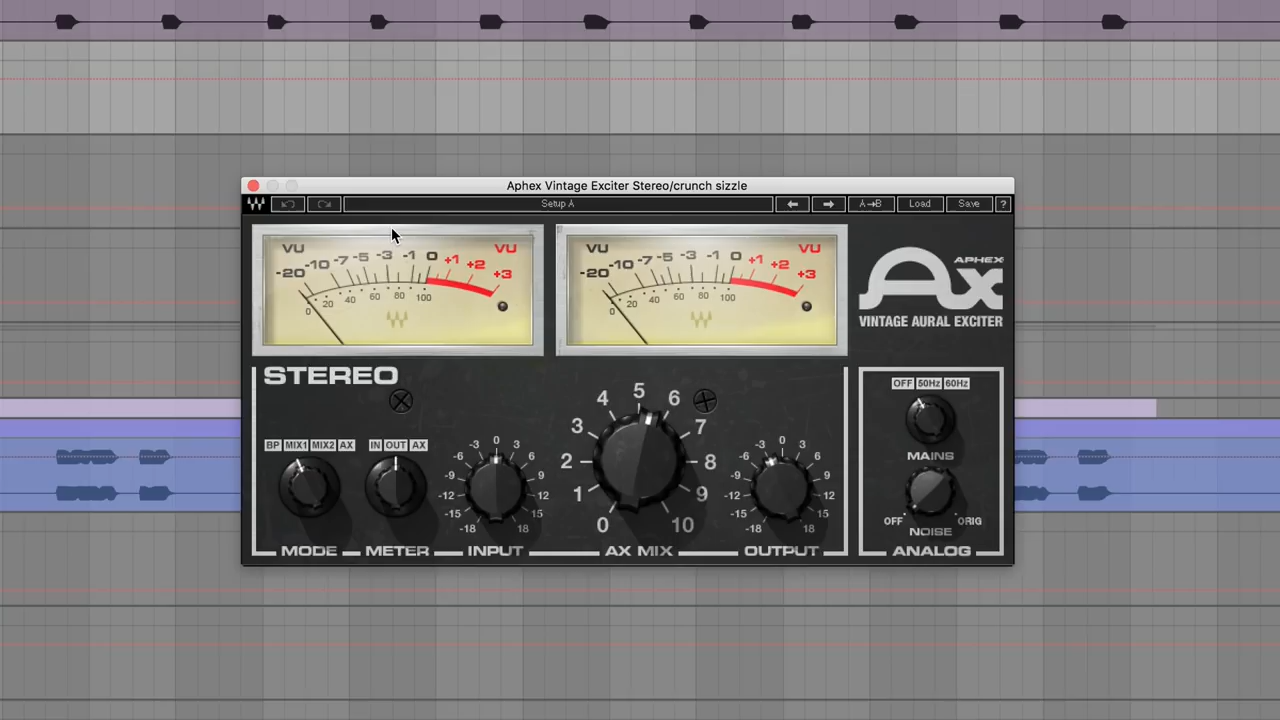 Aphex Vintage Exciter Stereo/crunch sizzle
Setup A
A→B
Load
Save
?
VU VU
-20 -10 -7 -5 -3 -1 0 +1 +2 +3
0 20 40 60 80 100
VU VU
-20 -10 -7 -5 -3 -1 0 +1 +2 +3
0 20 40 60 80 100
APHEX
Ax
VINTAGE AURAL EXCITER
STEREO
BP MIX1 MIX2 AX
MODE
IN OUT AX
METER
-18 -15 -12 -9 -6 -3 0 3 6 9 12 15 18
INPUT
0 1 2 3 4 5 6 7 8 9 10
AX MIX
-18 -15 -12 -9 -6 -3 0 3 6 9 12 15 18
OUTPUT
OFF 50Hz 60Hz
MAINS
OFF ORIG
NOISE
ANALOG